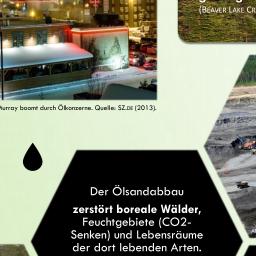 (BEAVER LAKE CR
Murray boomt durch Ölkonzerne. Quelle: SZ.DE (2013).
Der Ölsandabbau
zerstört boreale Wälder,
Feuchtgebiete (CO2-
Senken) und Lebensräume
der dort lebenden Arten.